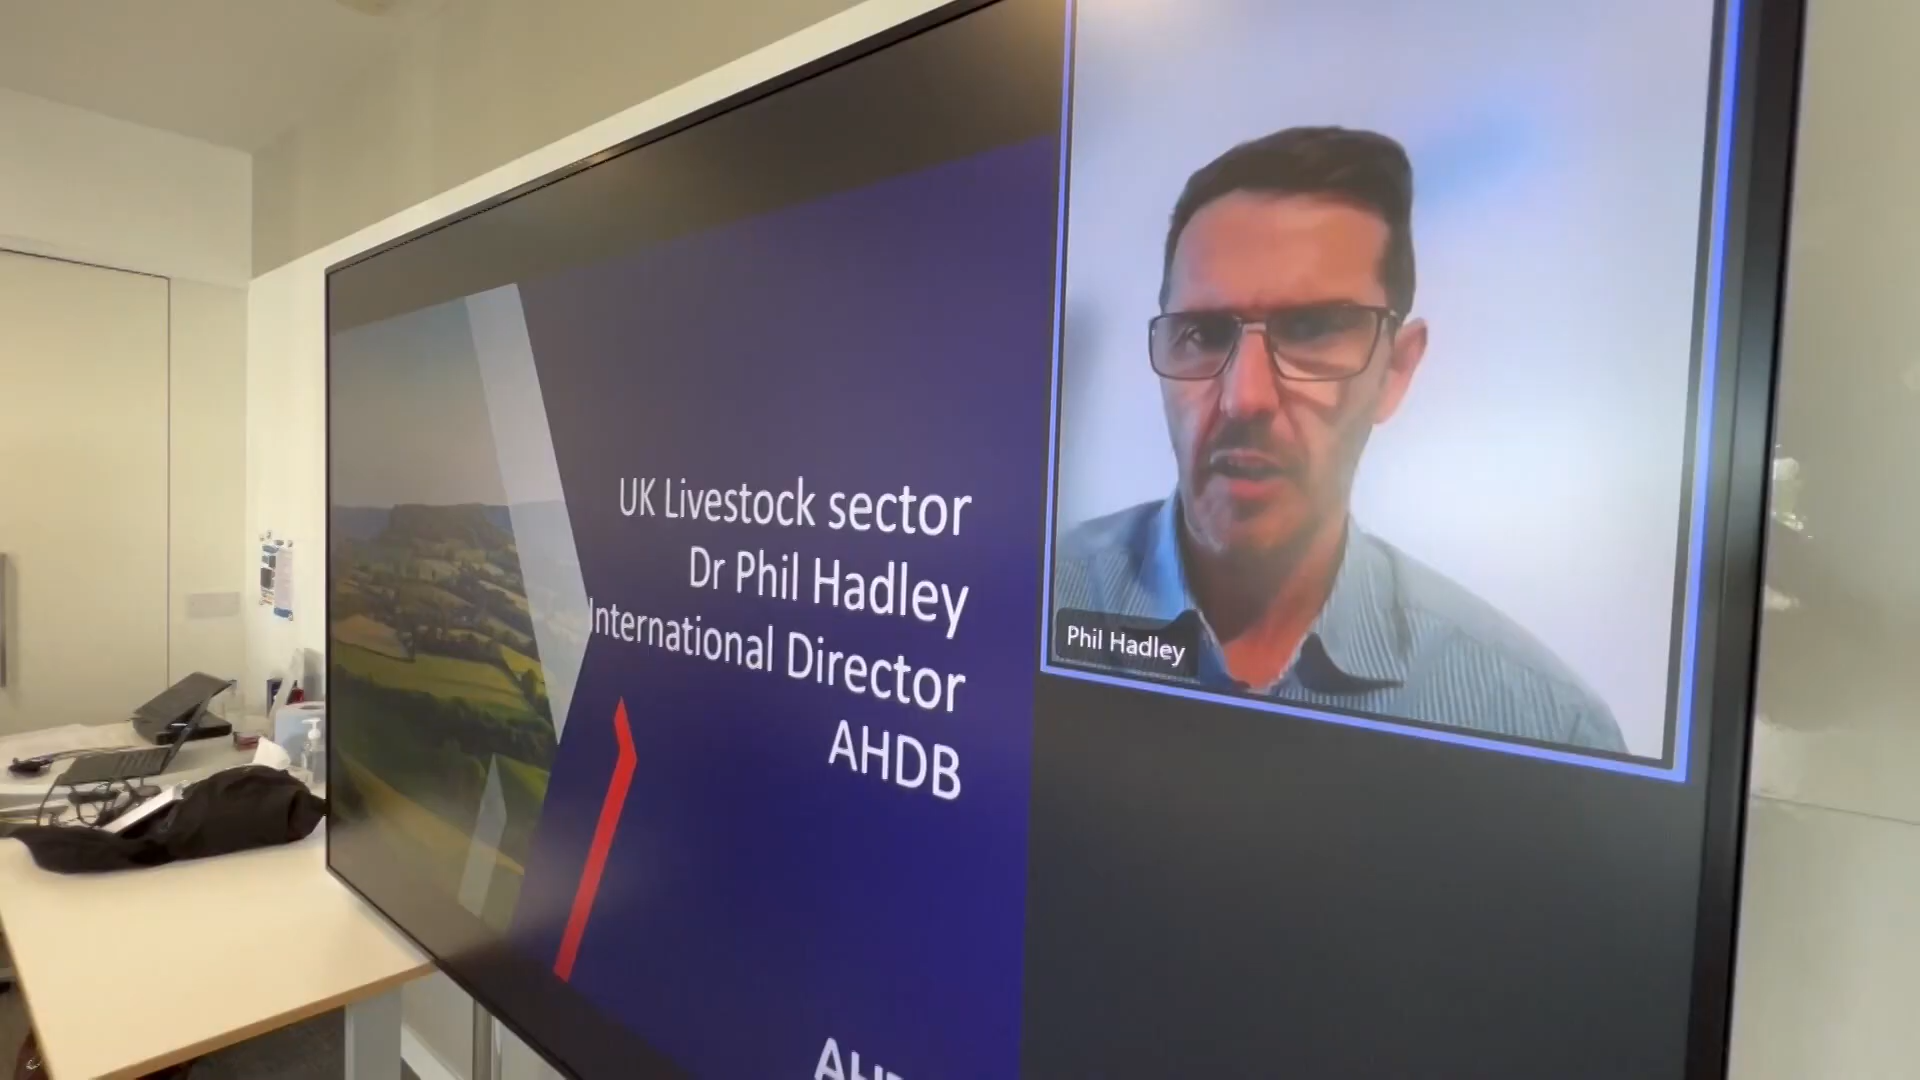 UK Livestock sector
Dr Phil Hadley
International Director
AHDB
Phil Hadley